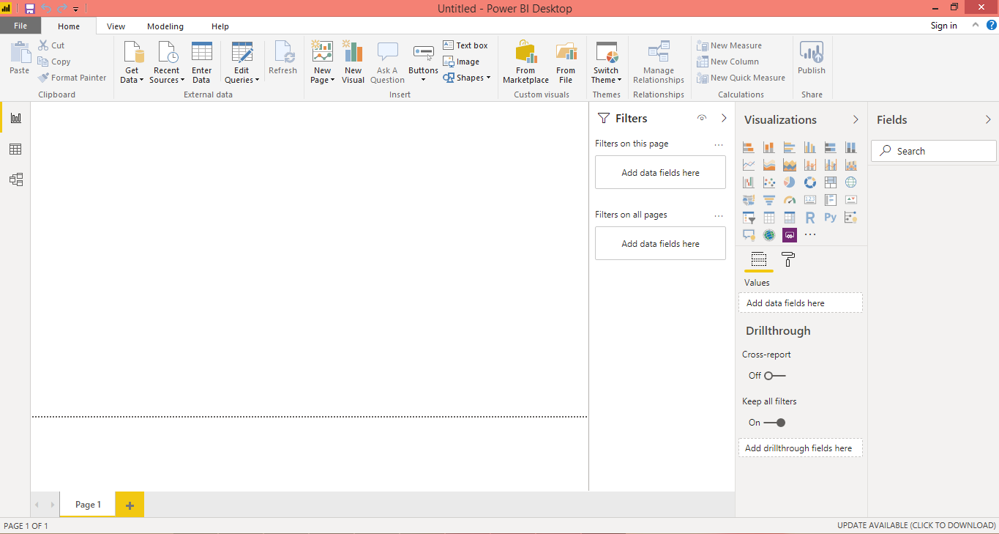 Untitled - Power BI Desktop
File Home View Modeling Help Sign in
Paste
Cut
Copy
Format Painter
Clipboard
Get Data
Recent Sources
Enter Data
Edit Queries
Refresh
External data
New Page
New Visual
Ask A Question
Buttons
Text box
Image
Shapes
Insert
From Marketplace
From File
Custom visuals
Switch Theme
Themes
Manage Relationships
Relationships
New Measure
New Column
New Quick Measure
Calculations
Publish
Share
Filters
Filters on this page ...
Add data fields here
Filters on all pages ...
Add data fields here
Visualizations
123
R Py
...
Values
Add data fields here
Drillthrough
Cross-report
Off
Keep all filters
On
Add drillthrough fields here
Fields
Search
Page 1 +
PAGE 1 OF 1
UPDATE AVAILABLE (CLICK TO DOWNLOAD)